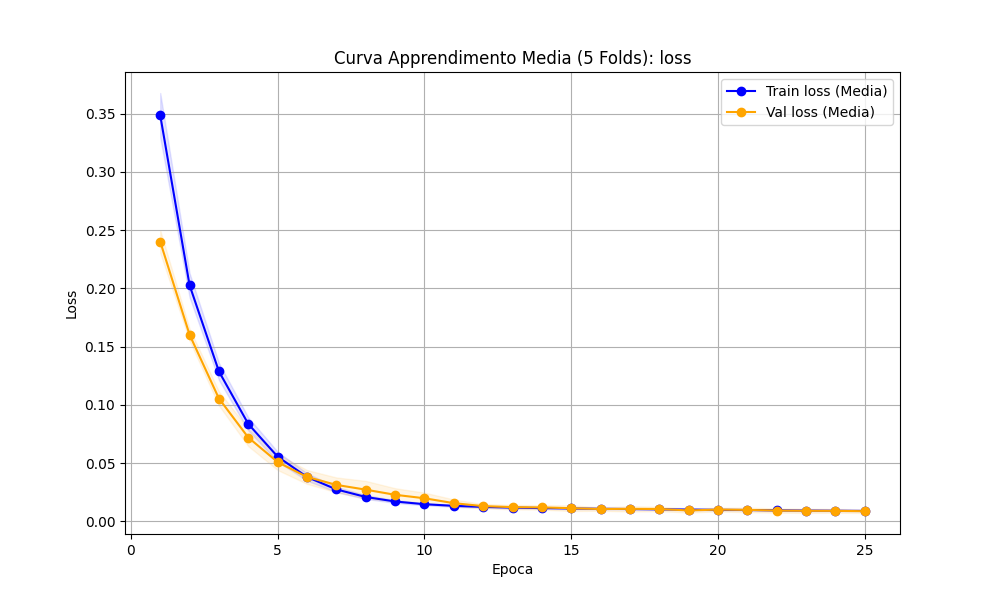 Curva Apprendimento Media (5 Folds): loss
Train loss (Media)
Val loss (Media)
Loss
0.35
0.30
0.25
0.20
0.15
0.10
0.05
0.00
0 5 10 15 20 25
Epoca